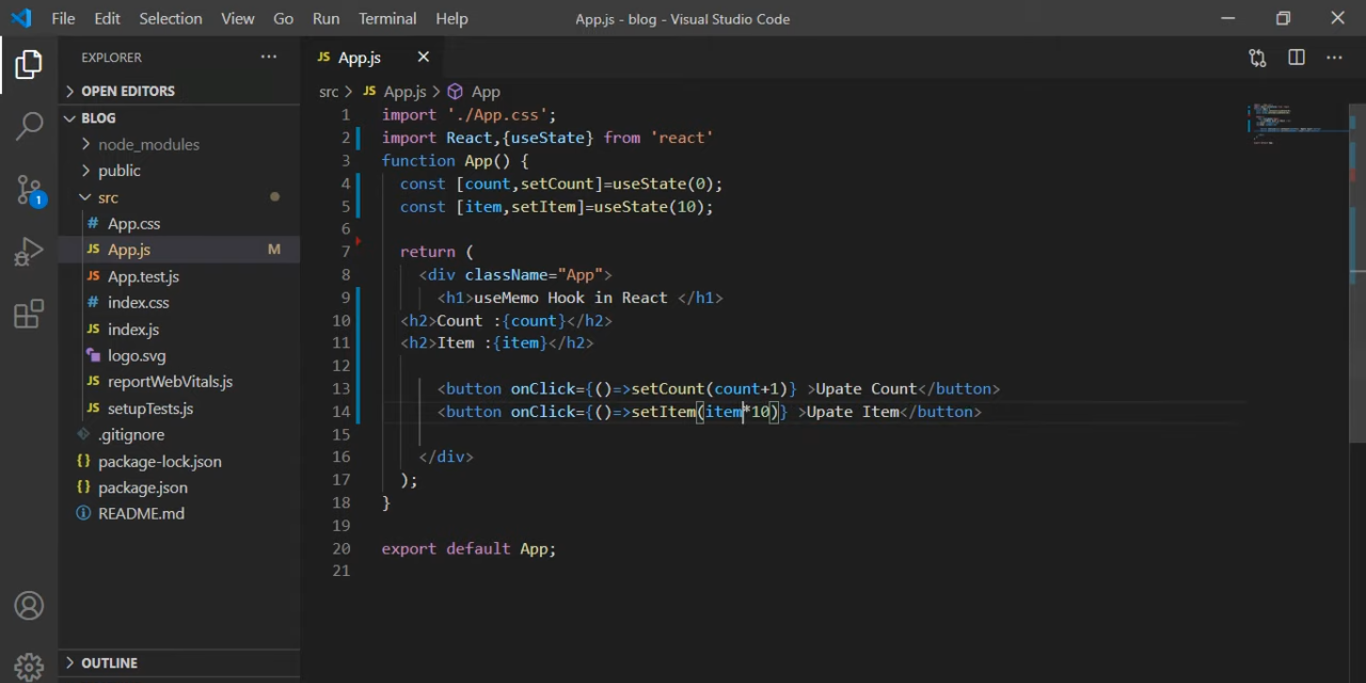 File Edit Selection View Go Run Terminal Help App.js - blog - Visual Studio Code
EXPLORER
OPEN EDITORS
BLOG
node_modules
public
src
# App.css
JS App.js M
JS App.test.js
# index.css
JS index.js
logo.svg
JS reportWebVitals.js
JS setupTests.js
.gitignore
{} package-lock.json
{} package.json
README.md
OUTLINE
1
JS App.js
src > JS App.js > App
1 import './App.css';
2 import React,{useState} from 'react'
3 function App() {
4 const [count,setCount]=useState(0);
5 const [item,setItem]=useState(10);
6
7 return (
8 <div className="App">
9 <h1>useMemo Hook in React </h1>
10 <h2>Count :{count}</h2>
11 <h2>Item :{item}</h2>
12
13 <button onClick={()=>setCount(count+1)} >Upate Count</button>
14 <button onClick={()=>setItem(item*10)} >Upate Item</button>
15
16 </div>
17 );
18 }
19
20 export default App;
21